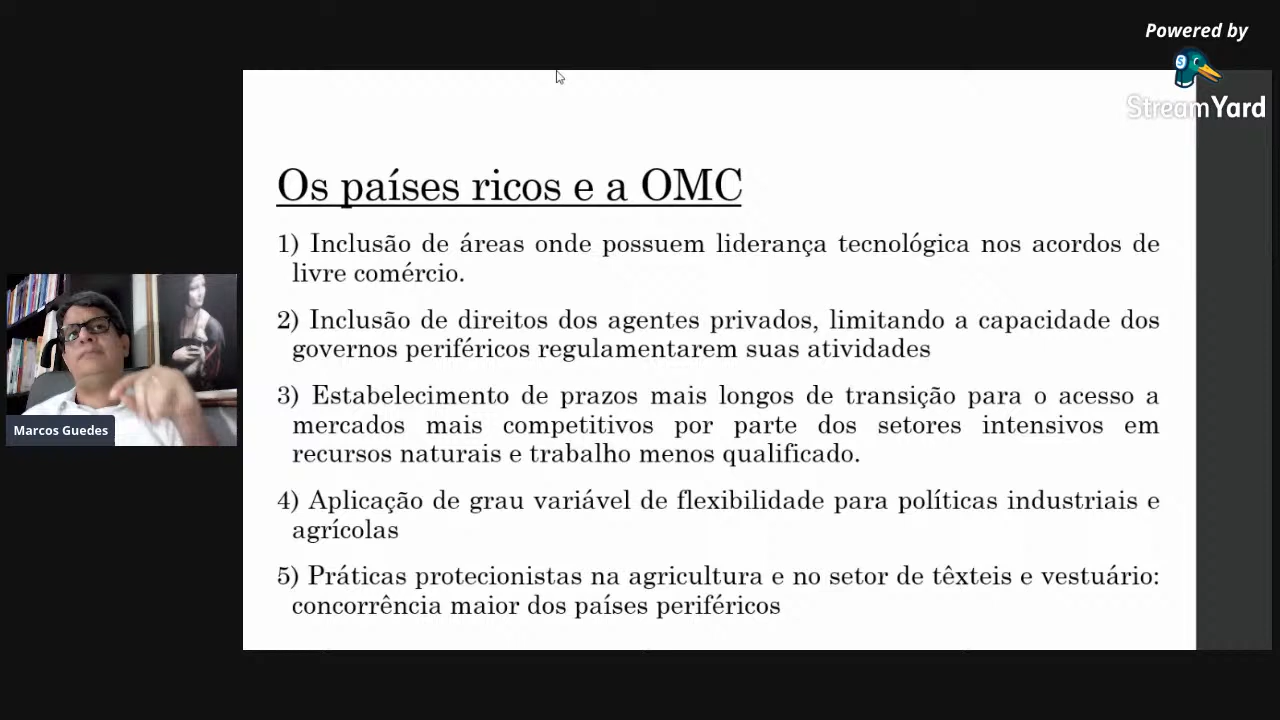 Powered by
StreamYard
Os países ricos e a OMC
1) Inclusão de áreas onde possuem liderança tecnológica nos acordos de
livre comércio.
2) Inclusão de direitos dos agentes privados, limitando a capacidade dos
governos periféricos regulamentarem suas atividades
3) Estabelecimento de prazos mais longos de transição para o acesso a
mercados mais competitivos por parte dos setores intensivos em
recursos naturais e trabalho menos qualificado.
4) Aplicação de grau variável de flexibilidade para políticas industriais e
agrícolas
5) Práticas protecionistas na agricultura e no setor de têxteis e vestuário:
concorrência maior dos países periféricos
Marcos Guedes